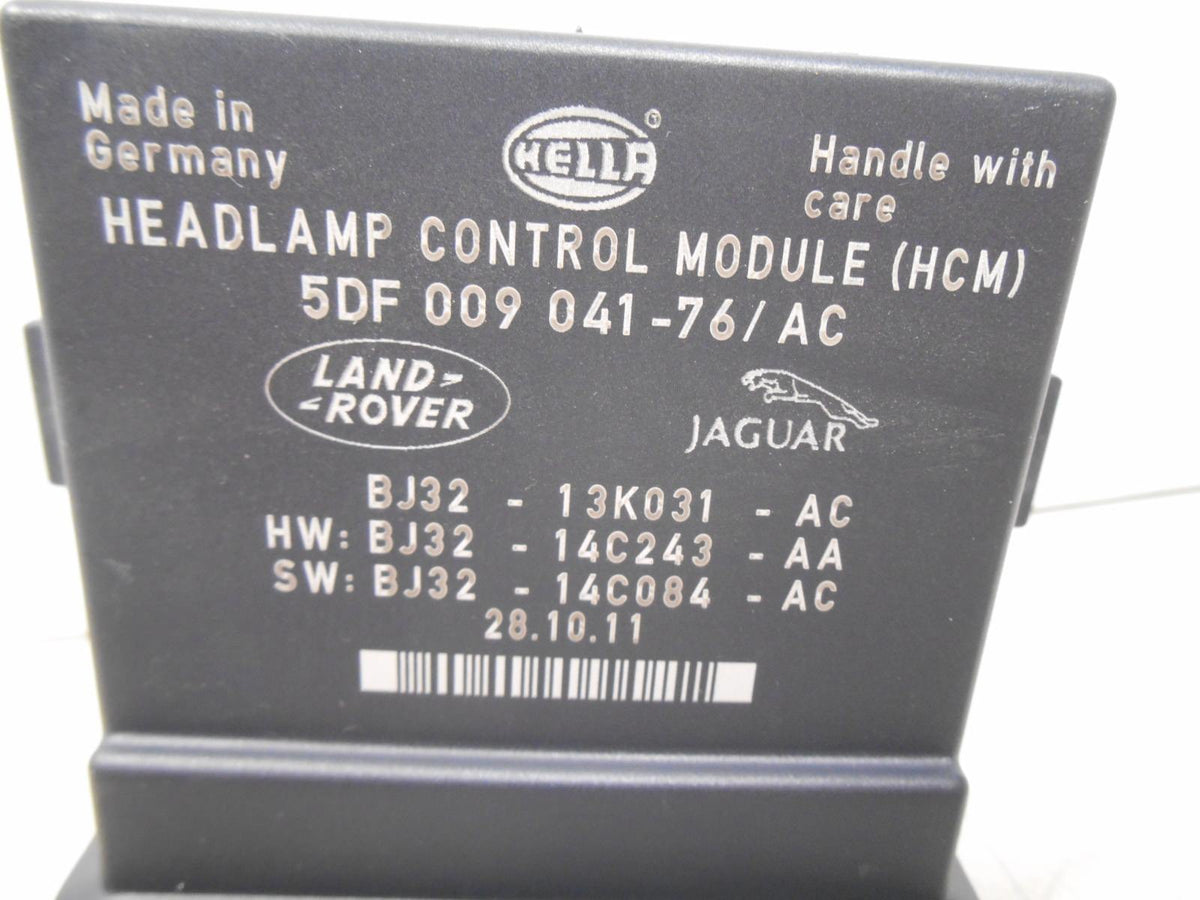 Made in
Germany
HELLA
®
Handle with
care
HEADLAMP CONTROL MODULE (HCM)
5DF 009 041-76/AC
LAND
ROVER
JAGUAR
BJ32 - 13K031 - AC
HW: BJ32 - 14C243 - AA
SW: BJ32 - 14C084 - AC
28.10.11